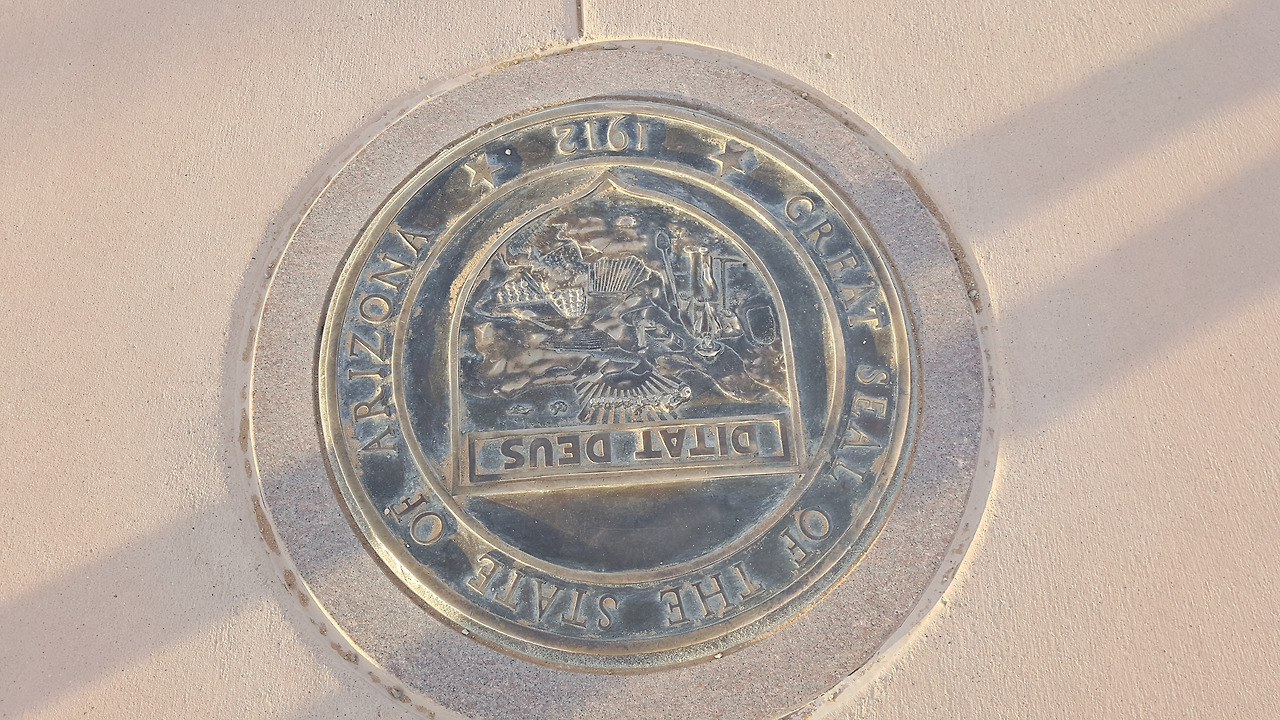 GREAT SEAL OF THE STATE OF ARIZONA
1912
DITAT DEUS